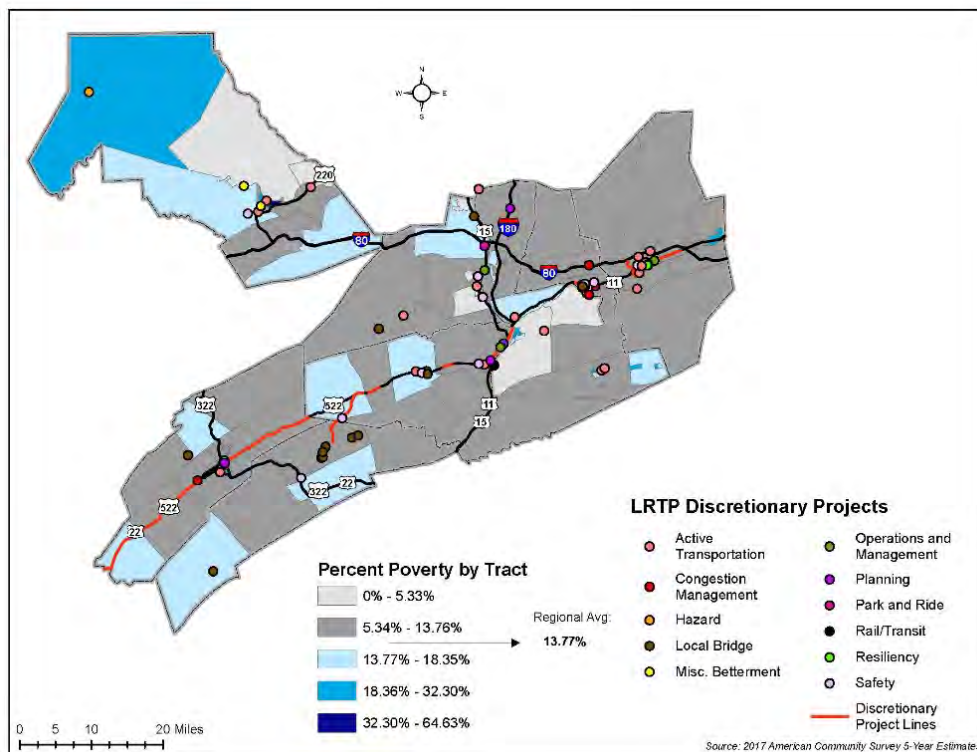 N
W E
S
220
80
15
180
80
11
322
522
11
15
522
322
22
22
LRTP Discretionary Projects
Active
Transportation
Congestion
Management
Hazard
Local Bridge
Misc. Betterment
Operations and
Management
Planning
Park and Ride
Rail/Transit
Resiliency
Safety
Discretionary
Project Lines
Percent Poverty by Tract
0% - 5.33%
5.34% - 13.76%
13.77% - 18.35%
18.36% - 32.30%
32.30% - 64.63%
Regional Avg:
13.77%
0 5 10 20 Miles
Source: 2017 American Community Survey 5-Year Estimates